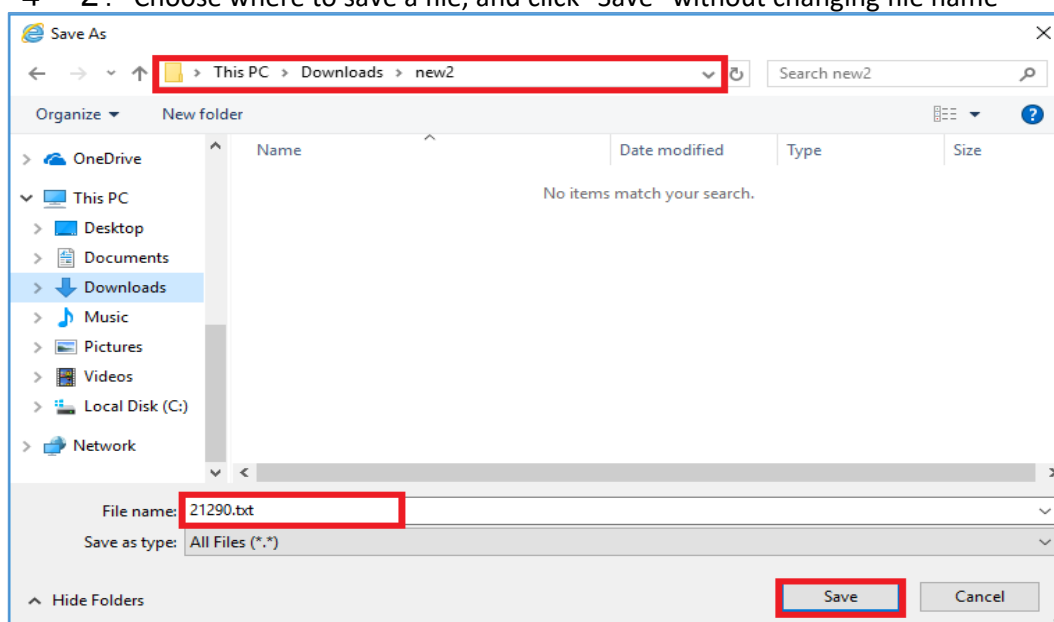 4 2. Choose where to save a file, and click "Save" without changing file name
Save As
This PC > Downloads > new2
Search new2
Organize New folder
Name Date modified Type Size
No items match your search.
OneDrive
This PC
Desktop
Documents
Downloads
Music
Pictures
Videos
Local Disk (C:)
Network
File name: 21290.txt
Save as type: All Files (*.*)
Hide Folders Save Cancel